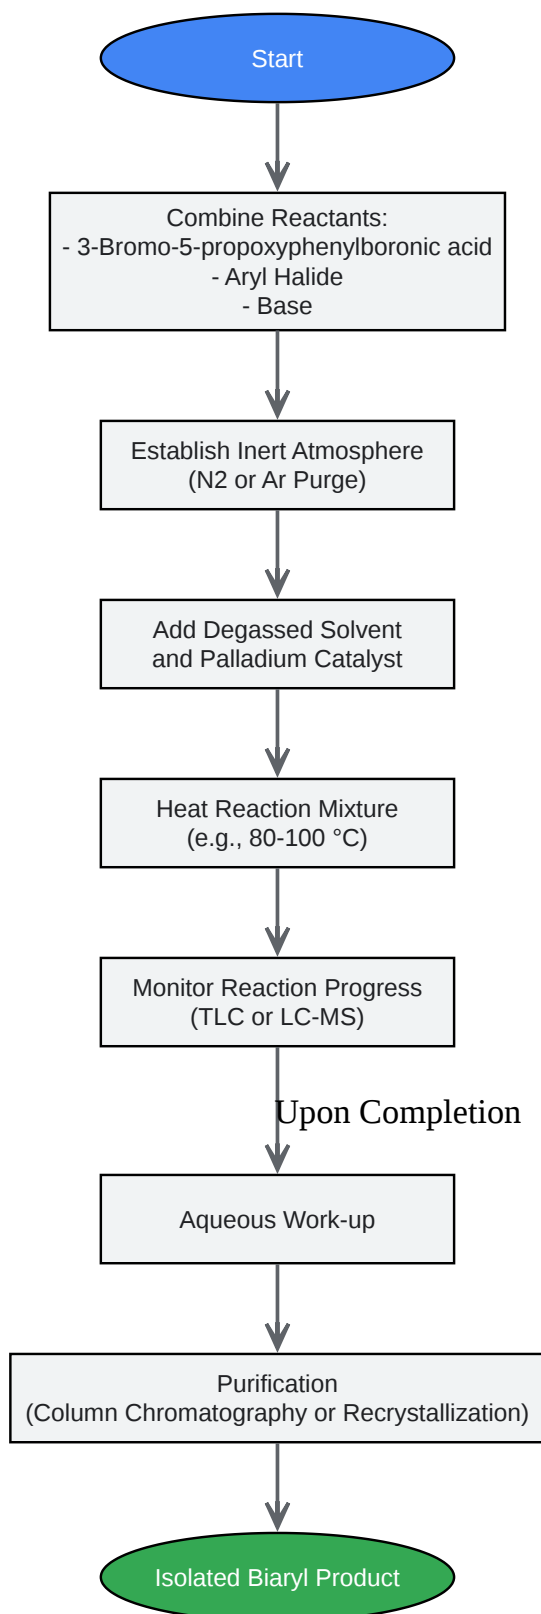 Start
Combine Reactants:
- 3-Bromo-5-propoxyphenylboronic acid
- Aryl Halide
- Base
Establish Inert Atmosphere
(N2 or Ar Purge)
Add Degassed Solvent
and Palladium Catalyst
Heat Reaction Mixture
(e.g., 80-100 °C)
Monitor Reaction Progress
(TLC or LC-MS)
Upon Completion
Aqueous Work-up
Purification
(Column Chromatography or Recrystallization)
Isolated Biaryl Product